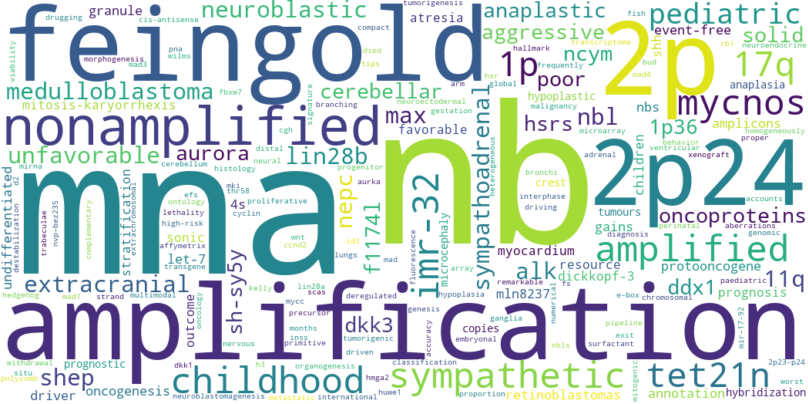 drugging granule neuroblastic atresia anaplastic pediatric
cis-antisense tumorigenesis compact fish
feingold 2p
pna mad3 morphogenesis died wilms tips aggressive event-free
viability hallmark transcriptome rb1 neuroendocrine
1p ncym shh solid
medulloblastoma fbxw7 cerebellar frequently bud mad4 17q
mitosis-karyorrhexis arm hsr global poor anaplasia
nonamplified signature branching max neuroectodermal gestation malignancy hypoplastic nbs mycnos
cgh favorable hsrs nbl amplicons
unfavorable aurora lin28b distal neural microarray 1p36 homogeneously
mirna cerebellum histology progenitor behavior proper
mna nb 2p24
undifferentiated d2 ontology efs mki aurka bronchi adrenal ventricular xenograft
stratification extrachromosomal 4s thr58 nepc crest children accounts
destabilization trabeculae nvp-bez235 complementary proliferative f1174l imr-32 sympathoadrenal heterogeneous
lethality cyclin interphase driving tumours perinatal oncoproteins
high-risk wnt id2 microcephaly fluorescence diagnosis aberrations
sonic ccnd2 myocardium gains genomic paediatric
let-7 affymetrix transgene lungs array alk resource amplified
extracranial sh-sy5y lin28a kelly hypoplasia fs dickkopf-3 protooncogene 11q
hedgehog mad1 strand multimodal scas mad remarkable mln8237 e-box chromosomal ddx1 prognosis
amplification
outcome oncology mycc deregulated genesis numerical mir-17-92
months precursor dkk3 ganglia copies pipeline
nervous inss primitive tumorigenic accuracy embryonal exit surfactant nbls
withdrawal prognostic dkk1 h3 driven classification sympathetic tet21n 2p23-p24
situ shep childhood organogenesis hmga2 worst
polycomb driver oncogenesis metastatic international huwe1 proportion retinoblastomas annotation hybridization
neuroblastomagenesis mitogenic